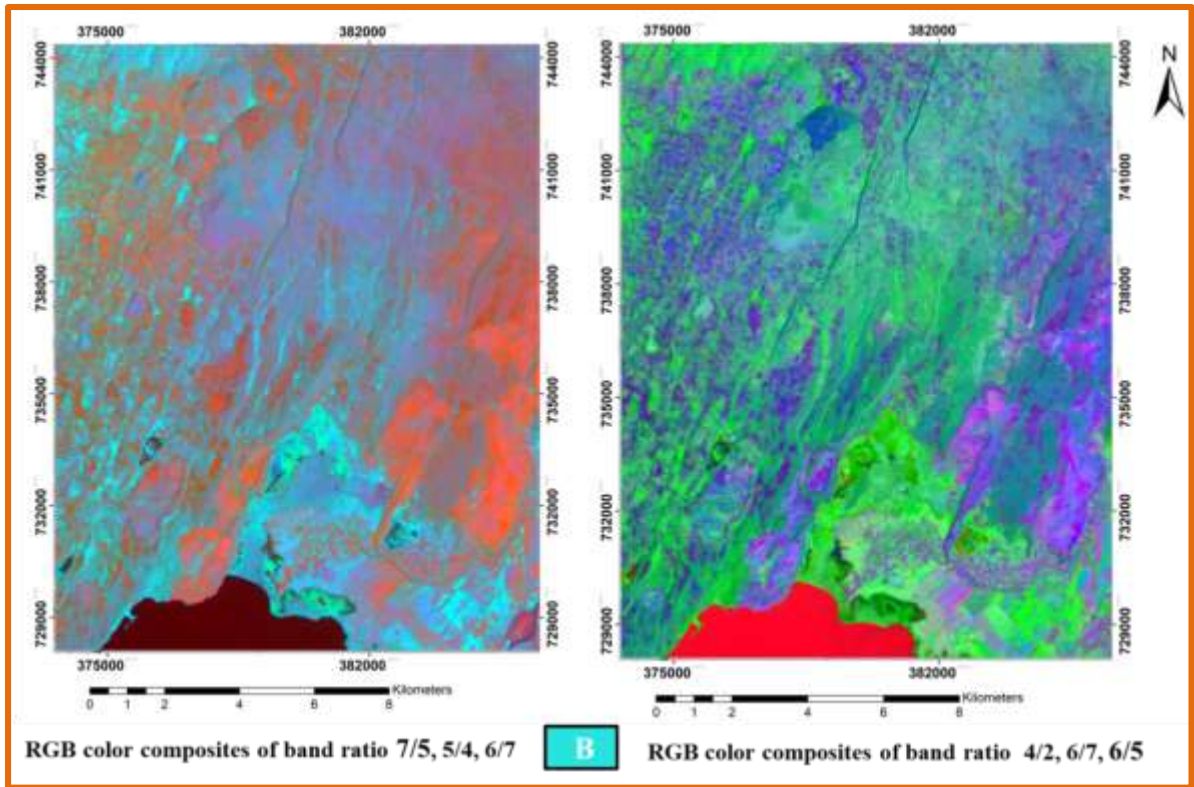 375000 382000 375000 382000
N
744000 744000 744000 744000
741000 741000 741000 741000
738000 738000 738000 738000
735000 735000 735000 735000
732000 732000 732000 732000
729000 729000 729000 729000
375000 382000 375000 382000
Kilometers Kilometers
0 1 2 4 6 8 0 1 2 4 6 8
RGB color composites of band ratio 7/5, 5/4, 6/7 B RGB color composites of band ratio 4/2, 6/7, 6/5